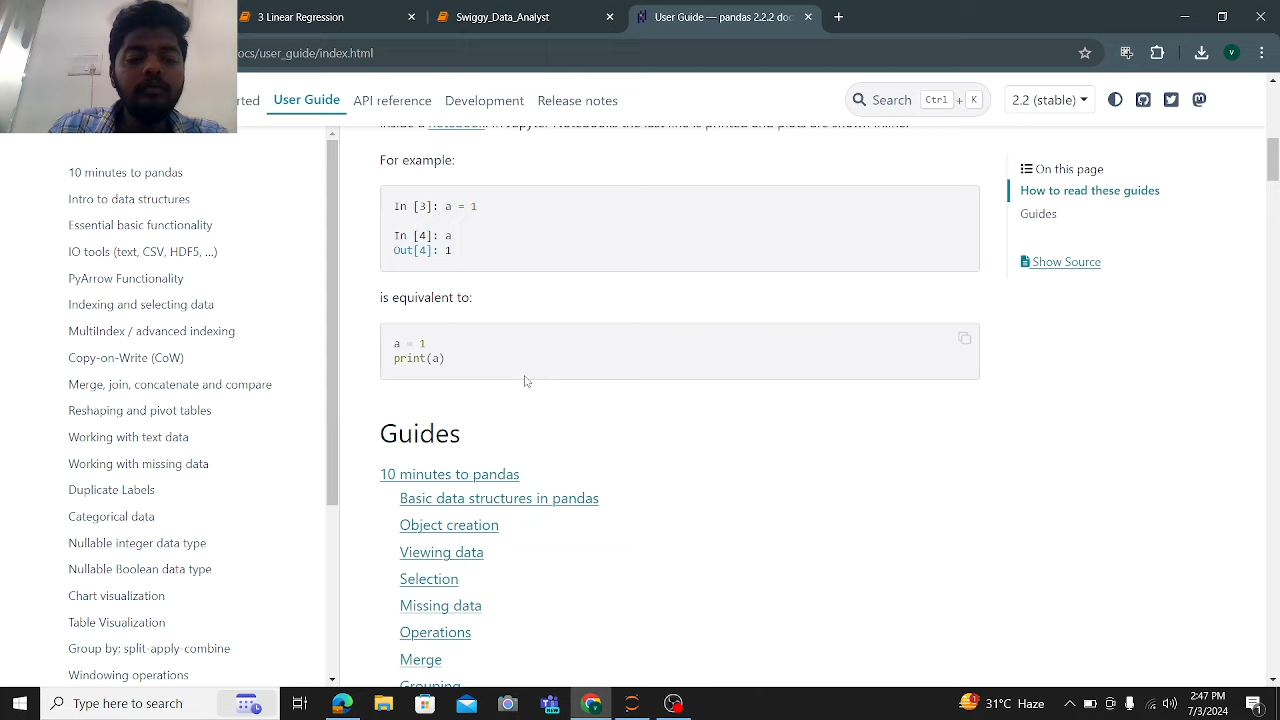 3 Linear Regression
Swiggy_Data_Analyst
User Guide — pandas 2.2.2 doc
ocs/user_guide/index.html
V
User Guide
API reference
Development
Release notes
Search Ctrl + K
2.2 (stable)
10 minutes to pandas
Intro to data structures
Essential basic functionality
IO tools (text, CSV, HDF5, …)
PyArrow Functionality
Indexing and selecting data
MultiIndex / advanced indexing
Copy-on-Write (CoW)
Merge, join, concatenate and compare
Reshaping and pivot tables
Working with text data
Working with missing data
Duplicate Labels
Categorical data
Nullable integer data type
Nullable Boolean data type
Chart visualization
Table Visualization
Group by: split-apply-combine
Windowing operations
For example:
In [3]: a = 1
In [4]: a
Out[4]: 1
is equivalent to:
a = 1
print(a)
Guides
10 minutes to pandas
Basic data structures in pandas
Object creation
Viewing data
Selection
Missing data
Operations
Merge
On this page
How to read these guides
Guides
Show Source
Type here to search
31°C Haze
2:47 PM
7/3/2024